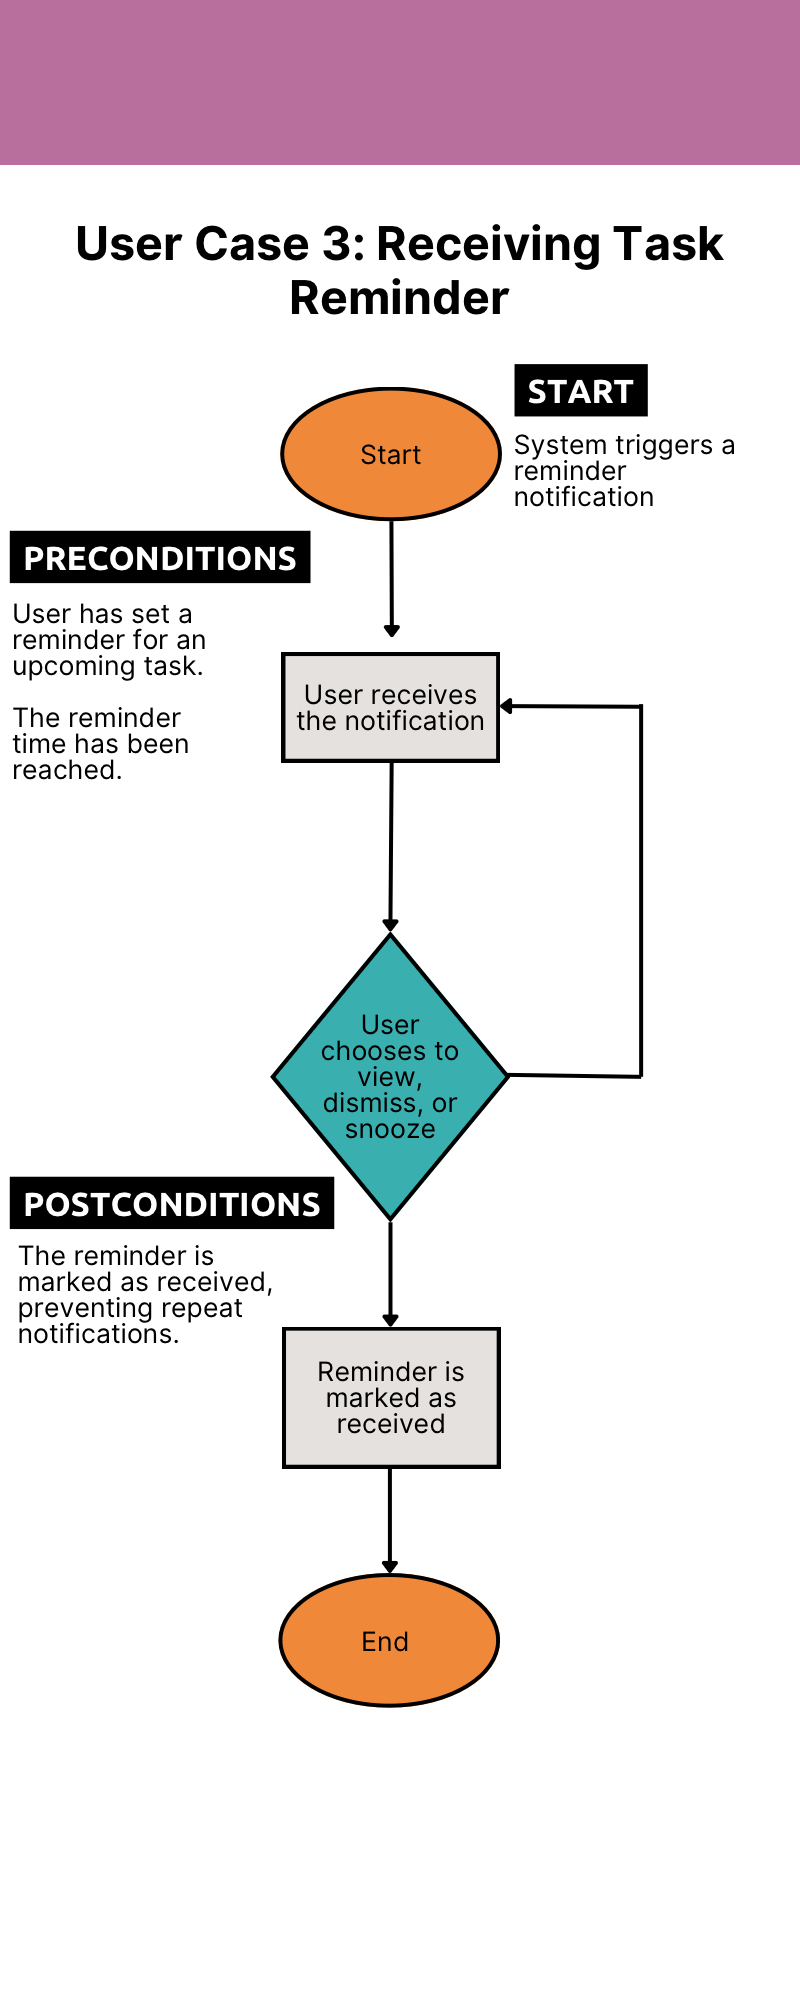 User Case 3: Receiving Task
Reminder
START
Start
System triggers a
reminder
notification
PRECONDITIONS
User has set a
reminder for an
upcoming task.
The reminder
time has been
reached.
User receives
the notification
User
chooses to
view,
dismiss, or
snooze
POSTCONDITIONS
The reminder is
marked as received,
preventing repeat
notifications.
Reminder is
marked as
received
End